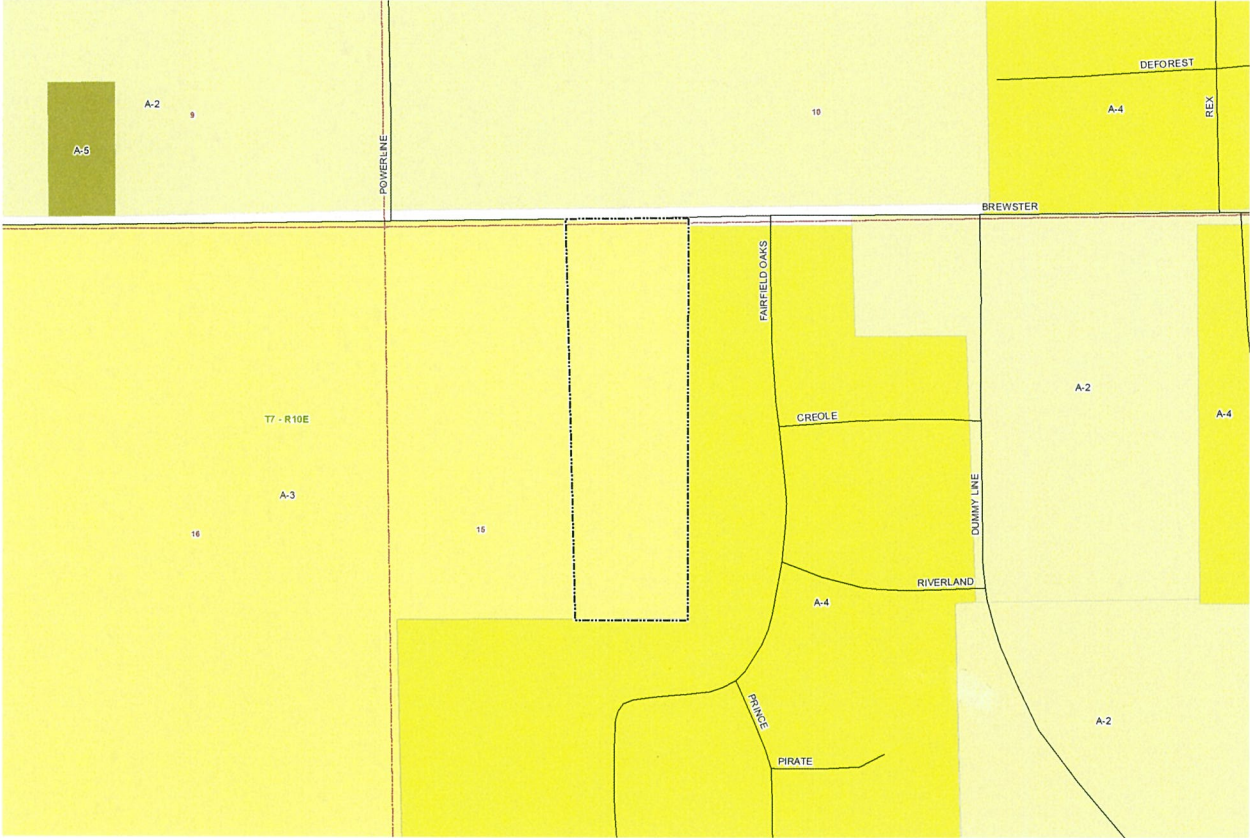 DEFOREST
A-2
9
10
A-4
REX
A-5
POWERLINE
BREWSTER
FAIRFIELD OAKS
A-2
A-4
CREOLE
T7 - R10E
A-3
DUMMY LINE
16
15
RIVERLAND
A-4
PRINCE
A-2
PIRATE